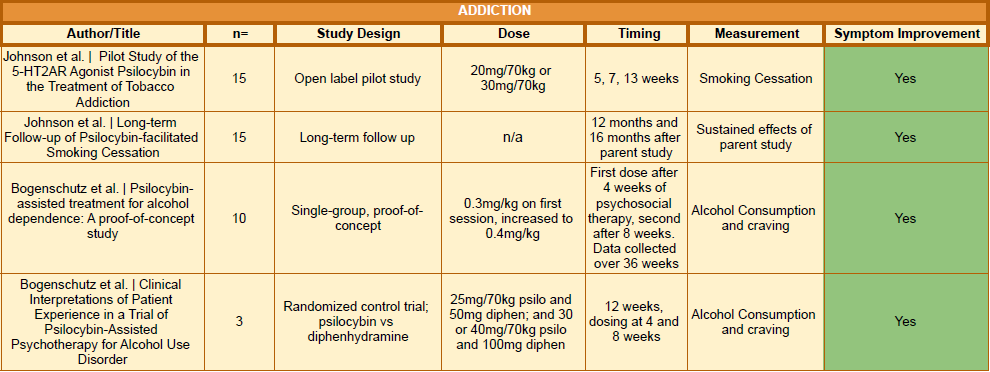 ADDICTION
Author/Title n= Study Design Dose Timing Measurement Symptom Improvement
Johnson et al. | Pilot Study of the
5-HT2AR Agonist Psilocybin in
the Treatment of Tobacco
Addiction
15
Open label pilot study
20mg/70kg or
30mg/70kg
5, 7, 13 weeks
Smoking Cessation
Yes
Johnson et al. | Long-term
Follow-up of Psilocybin-facilitated
Smoking Cessation
15
Long-term follow up
n/a
12 months and
16 months after
parent study
Sustained effects of
parent study
Yes
Bogenschutz et al. | Psilocybin-
assisted treatment for alcohol
dependence: A proof-of-concept
study
10
Single-group, proof-of-
concept
0.3mg/kg on first
session, increased to
0.4mg/kg
First dose after
4 weeks of
psychosocial
therapy, second
after 8 weeks.
Data collected
over 36 weeks
Alcohol Consumption
and craving
Yes
Bogenschutz et al. | Clinical
Interpretations of Patient
Experience in a Trial of
Psilocybin-Assisted
Psychotherapy for Alcohol Use
Disorder
3
Randomized control trial;
psilocybin vs
diphenhydramine
25mg/70kg psilo and
50mg diphen; and 30
or 40mg/70kg psilo
and 100mg diphen
12 weeks,
dosing at 4 and
8 weeks
Alcohol Consumption
and craving
Yes